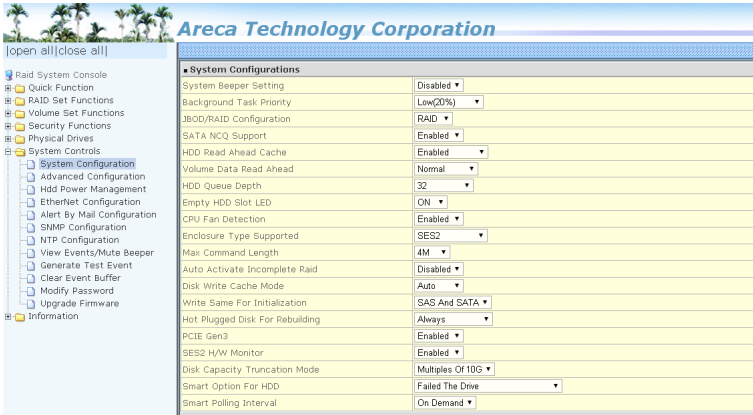 Areca Technology Corporation
|open all|close all|
Raid System Console
Quick Function
RAID Set Functions
Volume Set Functions
Security Functions
Physical Drives
System Controls
System Configuration
Advanced Configuration
Hdd Power Management
EtherNet Configuration
Alert By Mail Configuration
SNMP Configuration
NTP Configuration
View Events/Mute Beeper
Generate Test Event
Clear Event Buffer
Modify Password
Upgrade Firmware
Information
System Configurations
System Beeper Setting Disabled
Background Task Priority Low(20%)
JBOD/RAID Configuration RAID
SATA NCQ Support Enabled
HDD Read Ahead Cache Enabled
Volume Data Read Ahead Normal
HDD Queue Depth 32
Empty HDD Slot LED ON
CPU Fan Detection Enabled
Enclosure Type Supported SES2
Max Command Length 4M
Auto Activate Incomplete Raid Disabled
Disk Write Cache Mode Auto
Write Same For Initialization SAS And SATA
Hot Plugged Disk For Rebuilding Always
PCIE Gen3 Enabled
SES2 H/W Monitor Enabled
Disk Capacity Truncation Mode Multiples Of 10G
Smart Option For HDD Failed The Drive
Smart Polling Interval On Demand